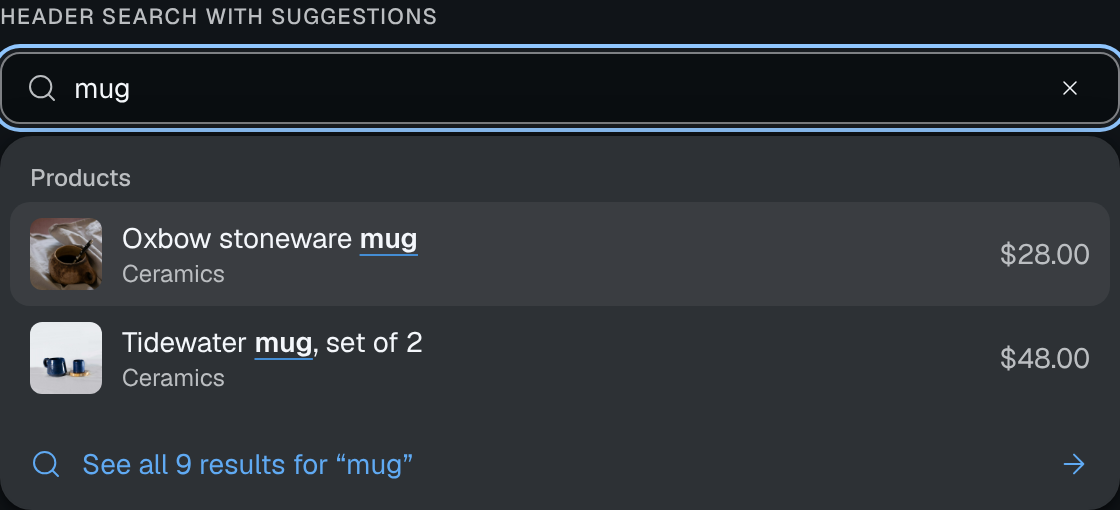 HEADER SEARCH WITH SUGGESTIONS
mug
Products
Oxbow stoneware mug
Ceramics
$28.00
Tidewater mug, set of 2
Ceramics
$48.00
See all 9 results for “mug”